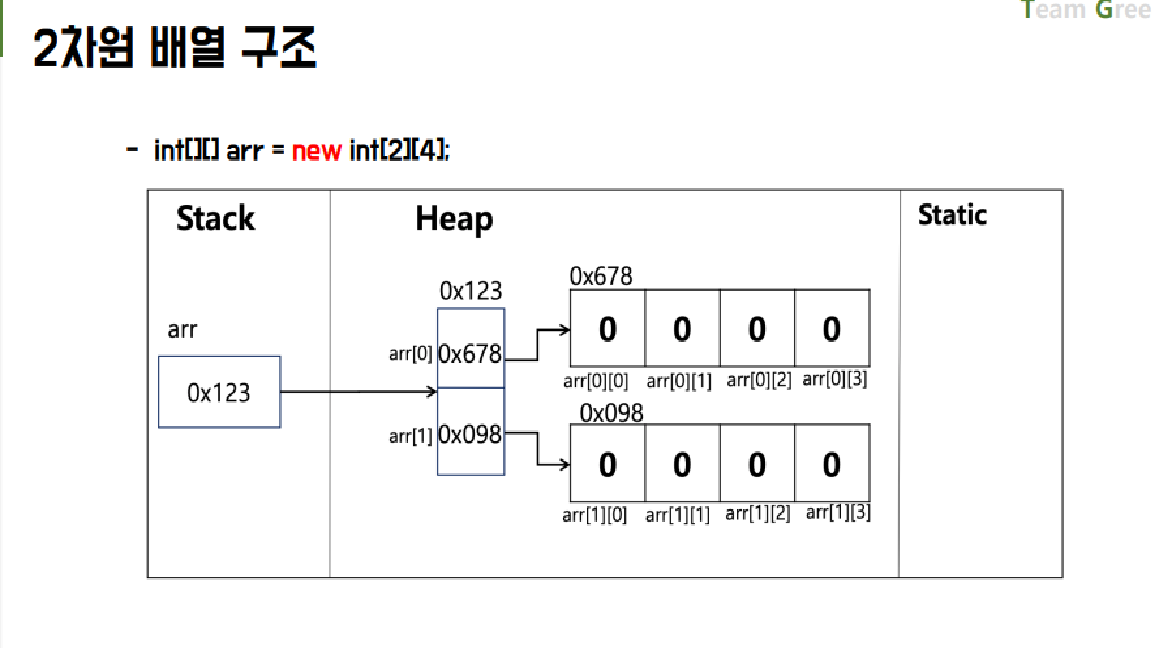 Team Gree
2차원 배열 구조
- int[][] arr = new int[2][4];
Stack Heap Static
0x678
0x123
arr
arr[0] 0x678 0 0 0 0
arr[0][0] arr[0][1] arr[0][2] arr[0][3]
0x123
0x098
arr[1] 0x098 0 0 0 0
arr[1][0] arr[1][1] arr[1][2] arr[1][3]